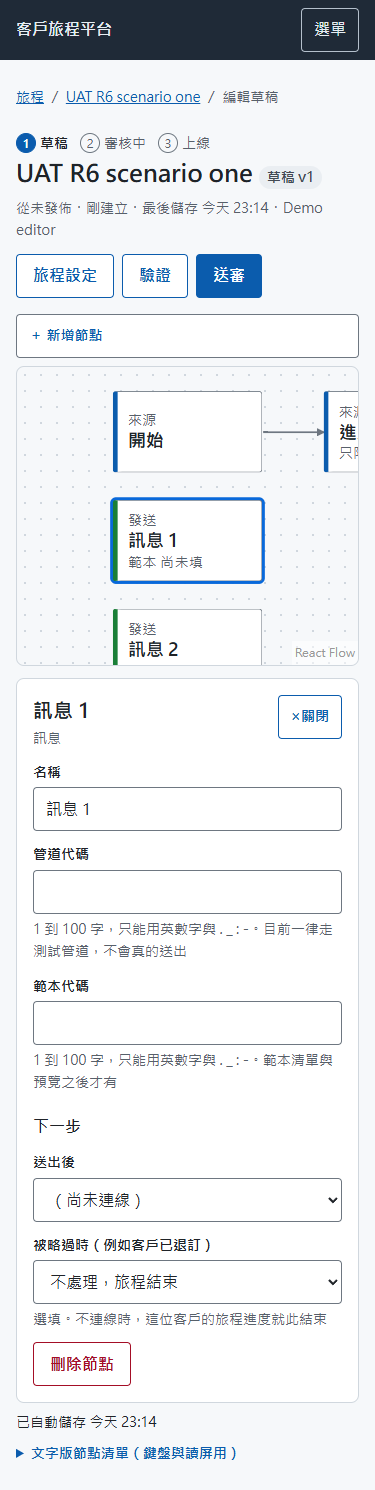 客戶旅程平台
選單
旅程 / UAT R6 scenario one / 編輯草稿
1 草稿 2 審核中 3 上線
UAT R6 scenario one 草稿 v1
從未發佈·剛建立·最後儲存 今天 23:14·Demo
editor
旅程設定
驗證
送審
+ 新增節點
來源
開始
來源
進
只限
發送
訊息 1
範本 尚未填
發送
訊息 2
React Flow
訊息 1
×關閉
訊息
名稱
訊息 1
管道代碼
1 到 100 字，只能用英數字與 . _ : -。目前一律走
測試管道，不會真的送出
範本代碼
1 到 100 字，只能用英數字與 . _ : -。範本清單與
預覽之後才有
下一步
送出後
（尚未連線）
被略過時（例如客戶已退訂）
不處理，旅程結束
選填。不連線時，這位客戶的旅程進度就此結束
刪除節點
已自動儲存 今天 23:14
▶ 文字版節點清單（鍵盤與讀屏用）